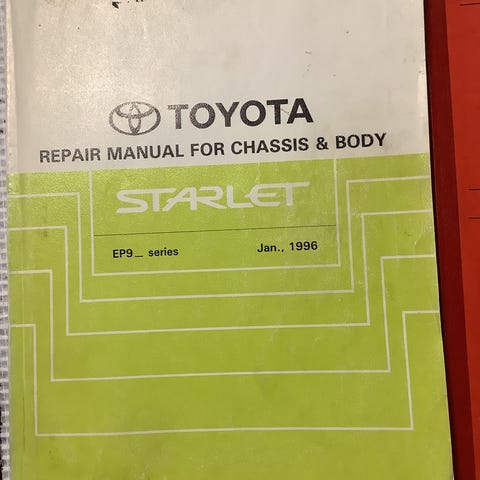 TOYOTA
REPAIR MANUAL FOR CHASSIS & BODY
STARLET
EP9_ series Jan., 1996